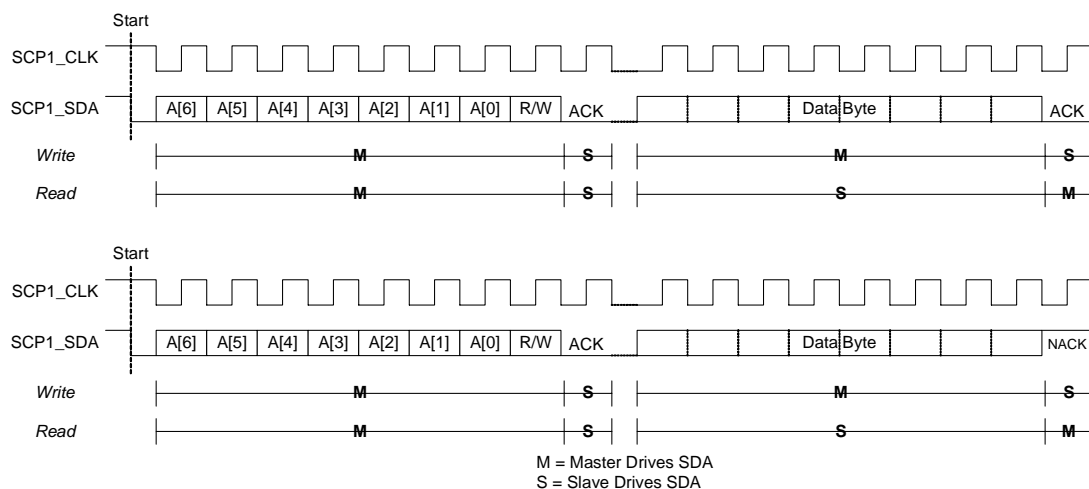 Start
SCP1_CLK
SCP1_SDA A[6] A[5] A[4] A[3] A[2] A[1] A[0] R/W ACK Data Byte ACK
Write M S M S
Read M S S M
Start
SCP1_CLK
SCP1_SDA A[6] A[5] A[4] A[3] A[2] A[1] A[0] R/W ACK Data Byte NACK
Write M S M S
Read M S S M
M = Master Drives SDA
S = Slave Drives SDA